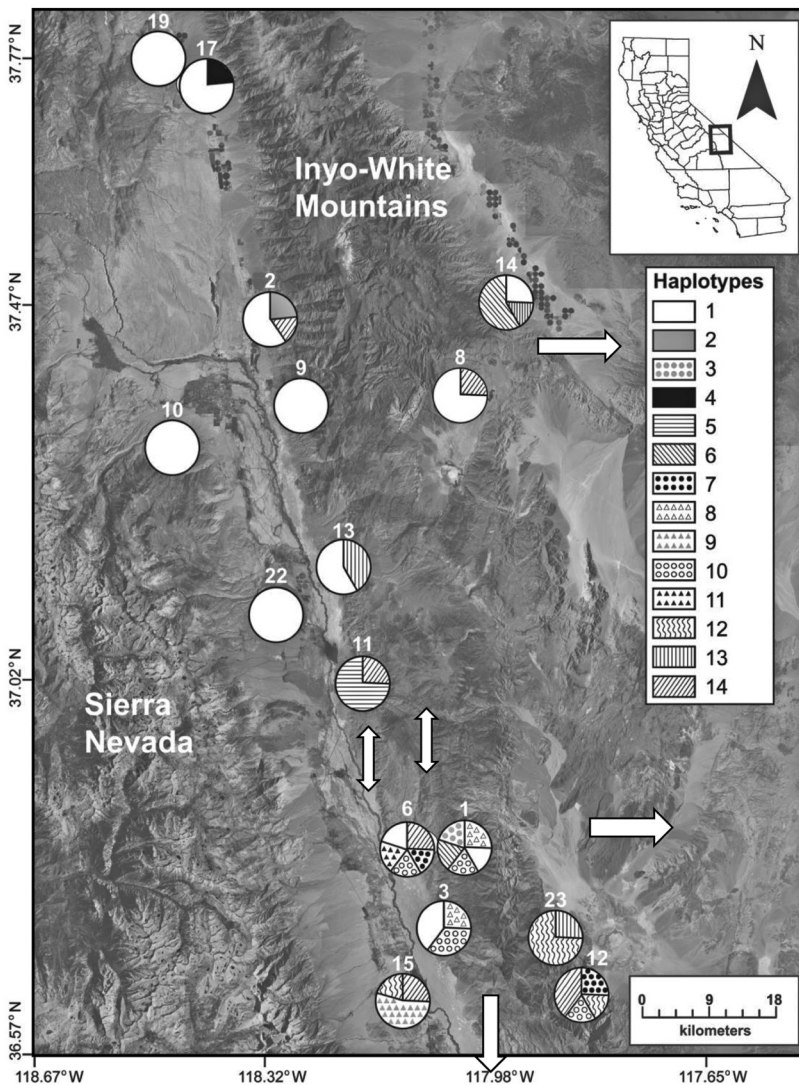 19
17
37.77°N
N
Inyo-White
Mountains
14
2
37.47°N
Haplotypes
1
2
3
4
5
6
7
8
9
10
11
12
13
14
8
9
10
13
22
11
37.02°N
Sierra
Nevada
6
1
3
23
12
15
0 9 18
kilometers
36.57°N
118.67°W 118.32°W 117.98°W 117.65°W